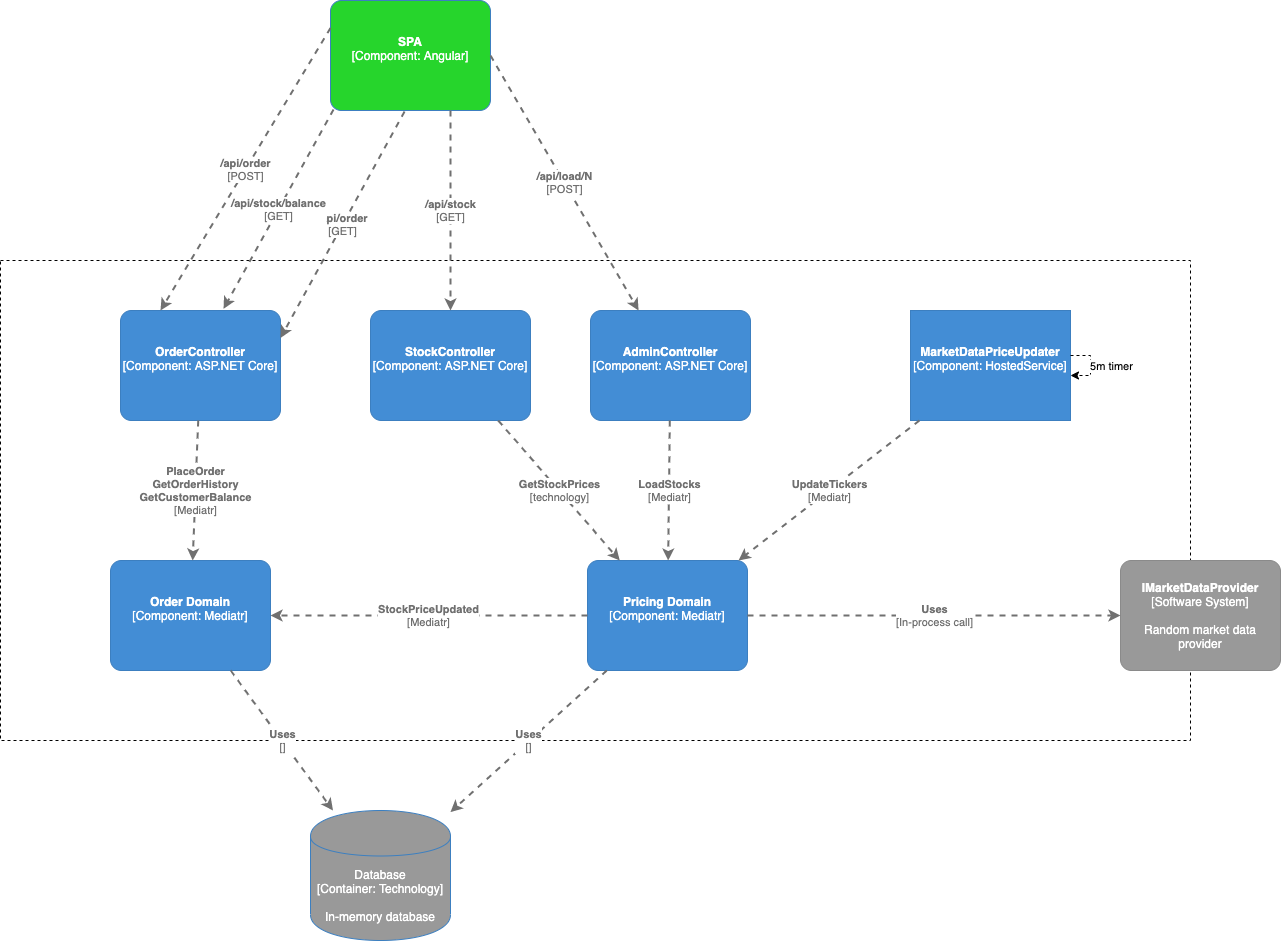 SPA
[Component: Angular]
/api/order
[POST]
/api/stock/balance
[GET]
pi/order
[GET]
/api/stock
[GET]
/api/load/N
[POST]
OrderController
[Component: ASP.NET Core]
StockController
[Component: ASP.NET Core]
AdminController
[Component: ASP.NET Core]
MarketDataPriceUpdater
[Component: HostedService]
5m timer
PlaceOrder
GetOrderHistory
GetCustomerBalance
[Mediatr]
GetStockPrices
[technology]
LoadStocks
[Mediatr]
UpdateTickers
[Mediatr]
Order Domain
[Component: Mediatr]
StockPriceUpdated
[Mediatr]
Pricing Domain
[Component: Mediatr]
Uses
[In-process call]
IMarketDataProvider
[Software System]
Random market data
provider
Uses
[]
Uses
[]
Database
[Container: Technology]
In-memory database